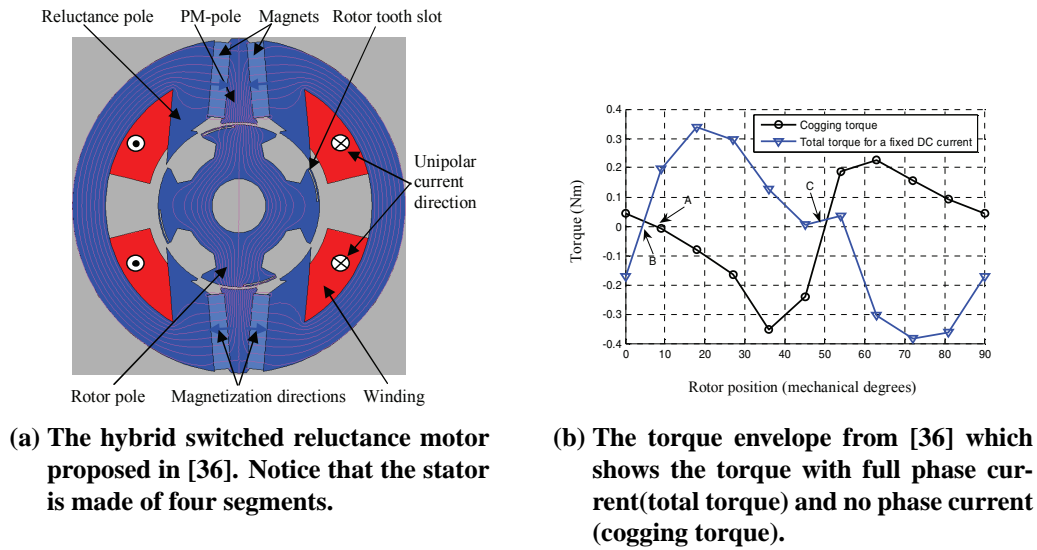 Reluctance pole
PM-pole
Magnets
Rotor tooth slot
Unipolar
current
direction
Rotor pole
Magnetization directions
Winding
(a) The hybrid switched reluctance motor
proposed in [36]. Notice that the stator
is made of four segments.
0.4
0.3
0.2
0.1
0
-0.1
-0.2
-0.3
-0.4
Torque (Nm)
Cogging torque
Total torque for a fixed DC current
A
B
C
0 10 20 30 40 50 60 70 80 90
Rotor position (mechanical degrees)
(b) The torque envelope from [36] which
shows the torque with full phase cur-
rent(total torque) and no phase current
(cogging torque).